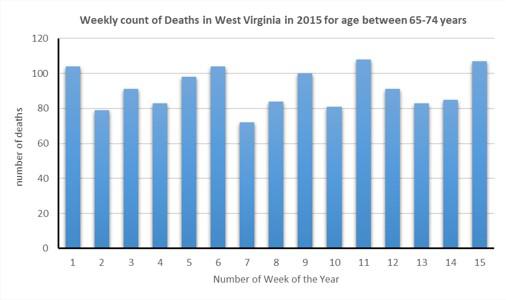 Weekly count of Deaths in West Virginia in 2015 for age between 65-74 years
120
100
80
60
40
20
0
number of deaths
1 2 3 4 5 6 7 8 9 10 11 12 13 14 15
Number of Week of the Year